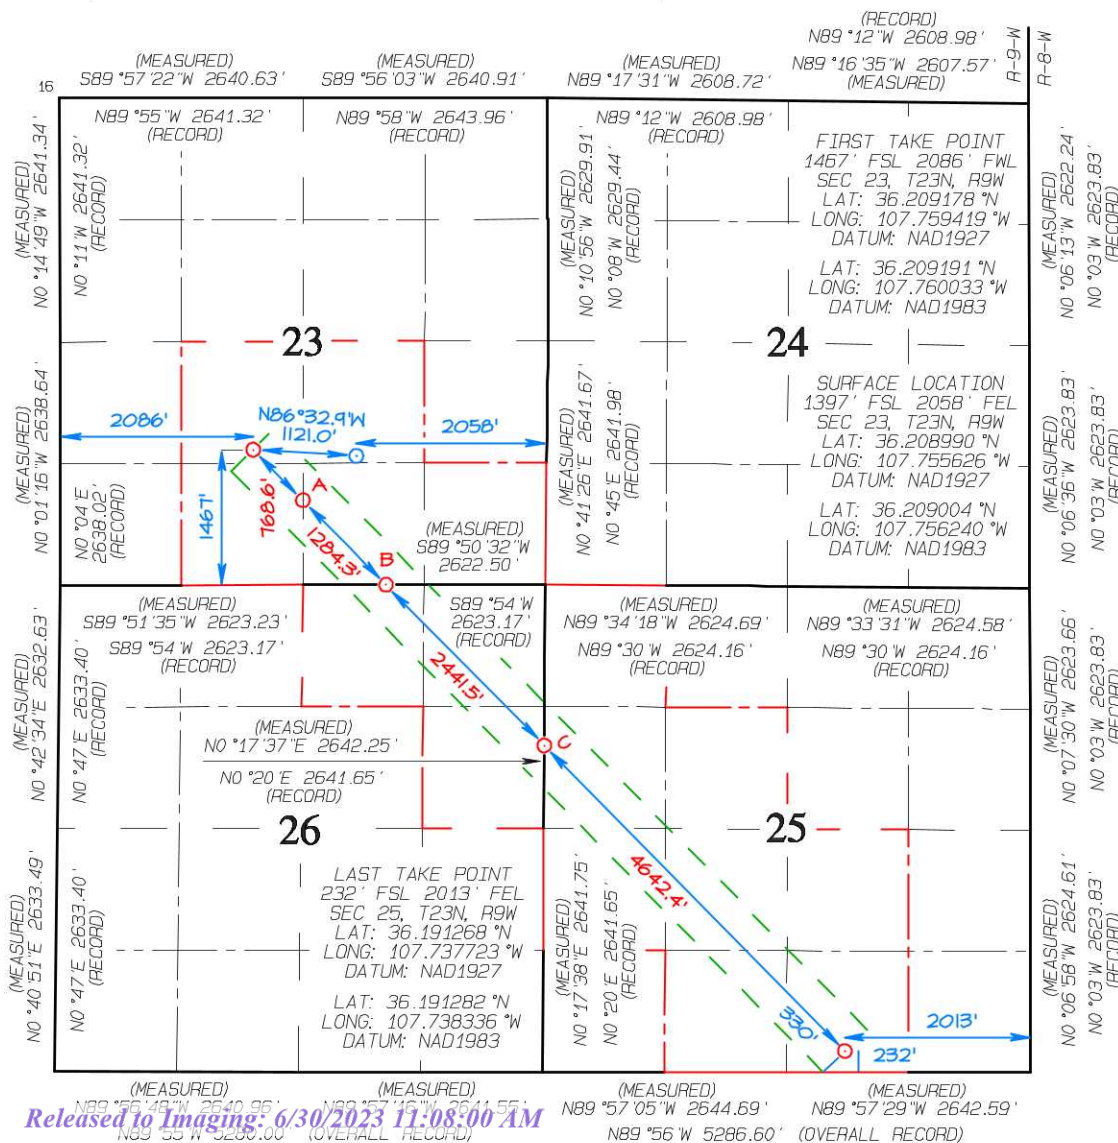 (RECORD)
N89°12'W 2608.98'
(MEASURED)
S89°57'22"W 2640.63'
(MEASURED)
S89°56'03"W 2640.91'
(MEASURED)
N89°17'31"W 2608.72'
N89°16'35"W 2607.57'
(MEASURED)
R-9-W
R-8-W
16
N89°55'W 2641.32'
(RECORD)
N89°58'W 2643.96'
(RECORD)
N89°12'W 2608.98'
(RECORD)
(MEASURED)
N0°14'49"W 2641.34'
N0°11'W 2641.32'
(RECORD)
(MEASURED)
N0°10'56"W 2629.91'
N0°08'W 2629.44'
(RECORD)
FIRST TAKE POINT
1467' FSL 2086' FWL
SEC 23, T23N, R9W
LAT: 36.209178°N
LONG: 107.759419°W
DATUM: NAD1927
LAT: 36.209191°N
LONG: 107.760033°W
DATUM: NAD1983
(MEASURED)
N0°06'13"W 2622.24'
N0°03'W 2623.83'
(RECORD)
23
24
(MEASURED)
N0°01'16"W 2638.64'
N0°04'E
2638.02'
(RECORD)
2086'
N86°32.9'W
1121.0'
2058'
1467'
768.6'
A
1284.3'
B
(MEASURED)
S89°50'32"W
2622.50'
(MEASURED)
N0°41'26"E 2641.67'
N0°45'E 2641.98'
(RECORD)
SURFACE LOCATION
1397' FSL 2058' FEL
SEC 23, T23N, R9W
LAT: 36.208990°N
LONG: 107.755626°W
DATUM: NAD1927
LAT: 36.209004°N
LONG: 107.756240°W
DATUM: NAD1983
(MEASURED)
N0°06'36"W 2623.83'
N0°03'W 2623.83'
(RECORD)
(MEASURED)
S89°51'35"W 2623.23'
S89°54'W 2623.17'
(RECORD)
S89°54'W
2623.17'
(RECORD)
(MEASURED)
N89°34'18"W 2624.69'
N89°30'W 2624.16'
(RECORD)
(MEASURED)
N89°33'31"W 2624.58'
N89°30'W 2624.16'
(RECORD)
(MEASURED)
N0°42'34"E 2632.63'
N0°47'E 2633.40'
(RECORD)
2441.5'
C
(MEASURED)
N0°17'37"E 2642.25'
N0°20'E 2641.65'
(RECORD)
(MEASURED)
N0°07'30"W 2623.66'
N0°03'W 2623.83'
(RECORD)
26
25
(MEASURED)
N0°40'51"E 2633.49'
N0°47'E 2633.40'
(RECORD)
LAST TAKE POINT
232' FSL 2013' FEL
SEC 25, T23N, R9W
LAT: 36.191268°N
LONG: 107.737723°W
DATUM: NAD1927
LAT: 36.191282°N
LONG: 107.738336°W
DATUM: NAD1983
(MEASURED)
N0°17'38"E 2641.75'
N0°20'E 2641.65'
(RECORD)
4642.4'
330'
2013'
232'
(MEASURED)
N0°06'58"W 2624.61'
N0°03'W 2623.83'
(RECORD)
(MEASURED)
N89°56'48"W 2640.96'
(MEASURED)
N89°57'16"W 2641.55'
(MEASURED)
N89°57'05"W 2644.69'
(MEASURED)
N89°57'29"W 2642.59'
Released to Imaging: 6/30/2023 11:08:00 AM
N89°55'W 5280.00' (OVERALL RECORD)
N89°56'W 5286.60' (OVERALL RECORD)